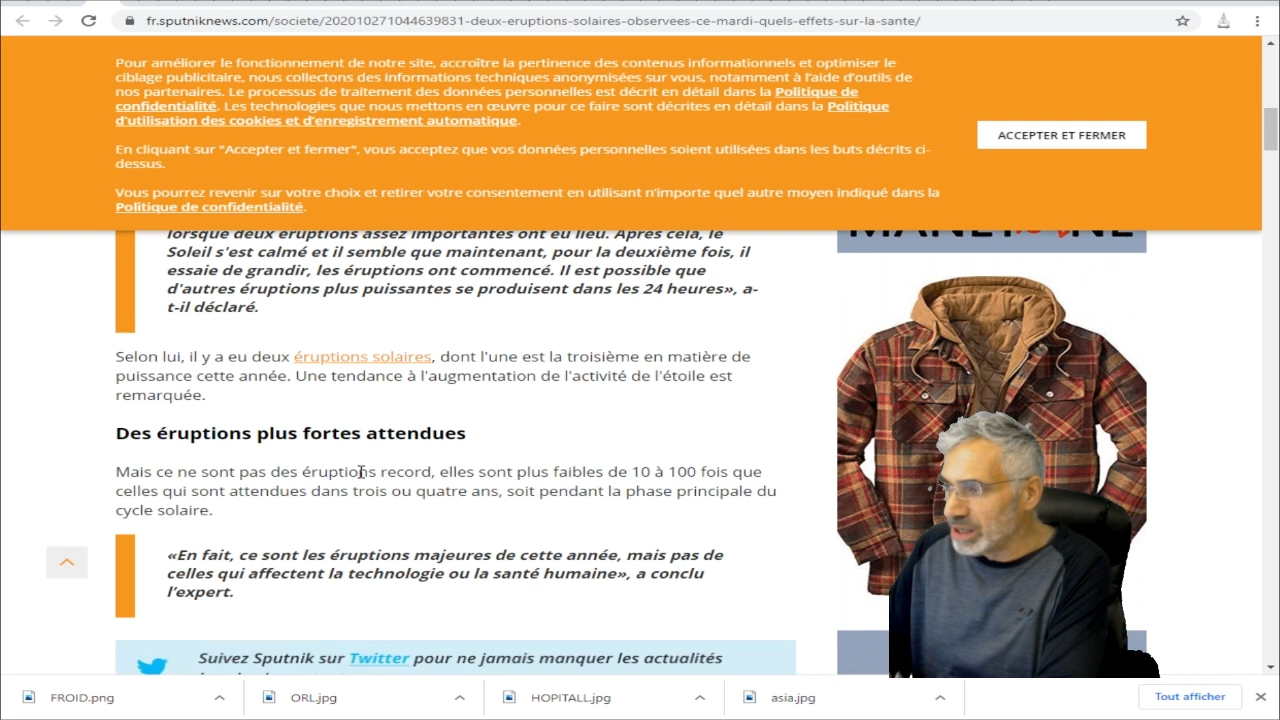 fr.sputniknews.com/societe/202010271044639831-deux-eruptions-solaires-observees-ce-mardi-quels-effets-sur-la-sante/
Pour améliorer le fonctionnement de notre site, accroître la pertinence des contenus informationnels et optimiser le
ciblage publicitaire, nous collectons des informations techniques anonymisées sur vous, notamment à l'aide d'outils de
nos partenaires. Le processus de traitement des données personnelles est décrit en détail dans la Politique de
confidentialité. Les technologies que nous mettons en œuvre pour ce faire sont décrites en détail dans la Politique
d'utilisation des cookies et d'enregistrement automatique.
En cliquant sur "Accepter et fermer", vous acceptez que vos données personnelles soient utilisées dans les buts décrits ci-
dessus.
Vous pourrez revenir sur votre choix et retirer votre consentement en utilisant n'importe quel autre moyen indiqué dans la
Politique de confidentialité.
ACCEPTER ET FERMER
lorsque deux éruptions assez importantes ont eu lieu. Après cela, le
Soleil s'est calmé et il semble que maintenant, pour la deuxième fois, il
essaie de grandir, les éruptions ont commencé. Il est possible que
d'autres éruptions plus puissantes se produisent dans les 24 heures», a-
t-il déclaré.
Selon lui, il y a eu deux éruptions solaires, dont l'une est la troisième en matière de
puissance cette année. Une tendance à l'augmentation de l'activité de l'étoile est
remarquée.
Des éruptions plus fortes attendues
Mais ce ne sont pas des éruptions record, elles sont plus faibles de 10 à 100 fois que
celles qui sont attendues dans trois ou quatre ans, soit pendant la phase principale du
cycle solaire.
«En fait, ce sont les éruptions majeures de cette année, mais pas de
celles qui affectent la technologie ou la santé humaine», a conclu
l'expert.
Suivez Sputnik sur Twitter pour ne jamais manquer les actualités
FROID.png
ORL.jpg
HOPITALL.jpg
asia.jpg
Tout afficher